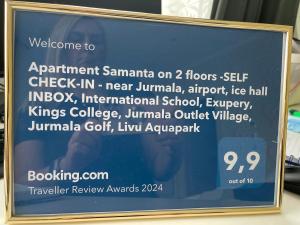 Welcome to
Apartment Samanta on 2 floors -SELF
CHECK-IN - near Jurmala, airport, ice hall
INBOX, International School, Exupery,
Kings College, Jurmala Outlet Village,
Jurmala Golf, Livu Aquapark
9,9
out of 10
Booking.com
Traveller Review Awards 2024